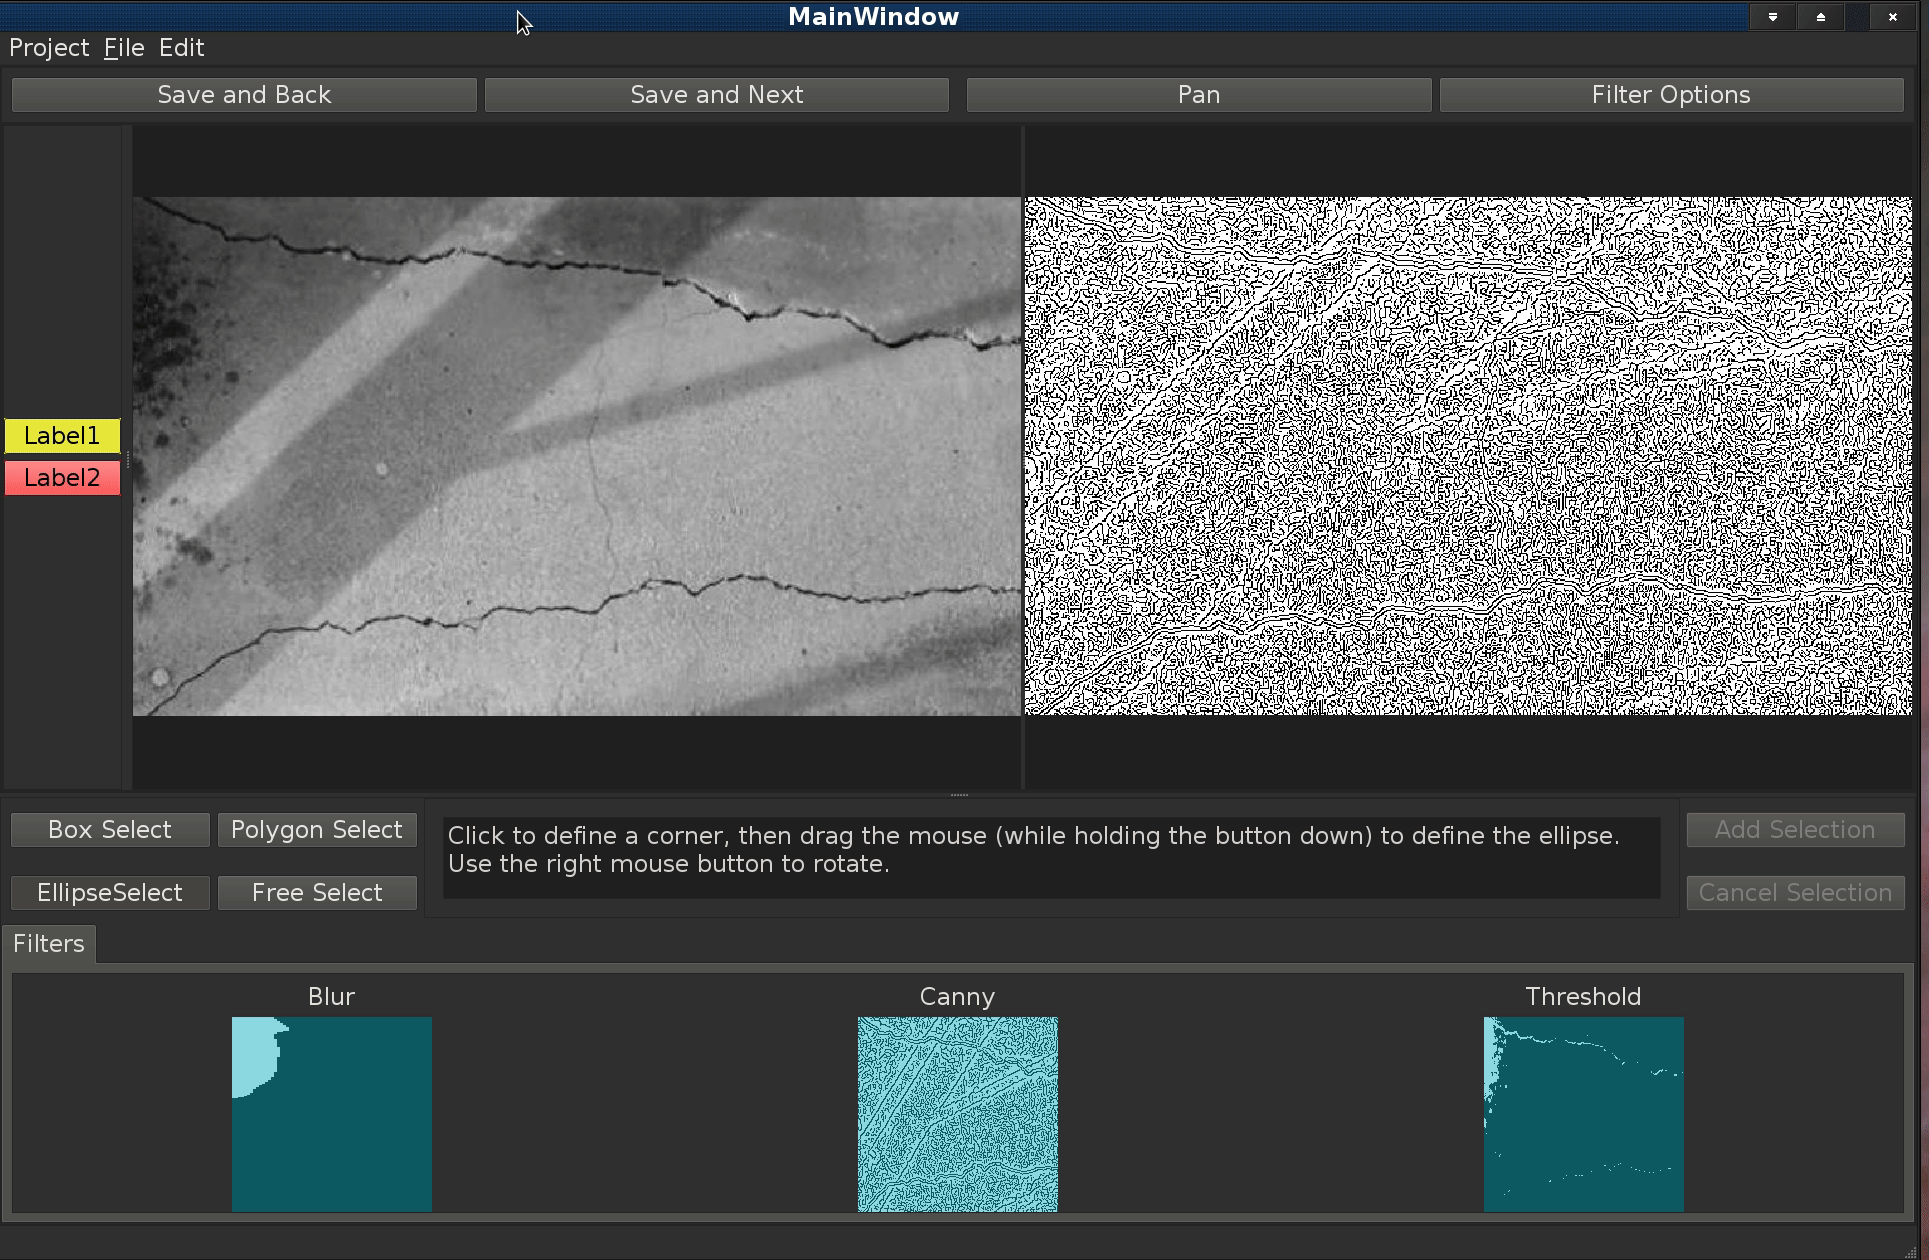 MainWindow
Project File Edit
Save and Back
Save and Next
Pan
Filter Options
Label1
Label2
Box Select
Polygon Select
EllipseSelect
Free Select
Click to define a corner, then drag the mouse (while holding the button down) to define the ellipse.
Use the right mouse button to rotate.
Add Selection
Cancel Selection
Filters
Blur
Canny
Threshold